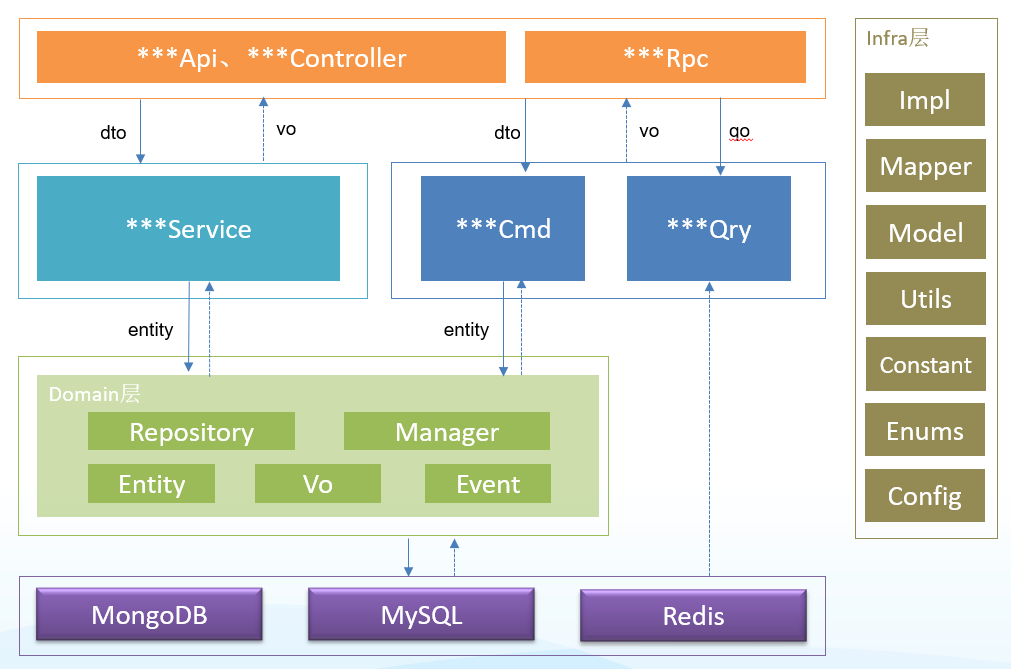 ***Api、***Controller
***Rpc
Infra层
Impl
Mapper
Model
Utils
Constant
Enums
Config
dto
vo
dto
vo
qo
***Service
***Cmd
***Qry
entity
entity
Domain层
Repository
Manager
Entity
Vo
Event
MongoDB
MySQL
Redis